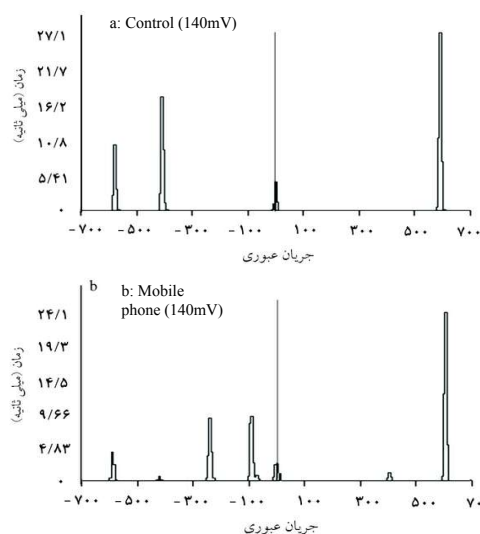 a: Control (140mV)
۲۷/۱
۲۱/۷
۱۶/۲
۱۰/۸
۵/۴۱
۰
زمان (میلی ثانیه)
-۷۰۰ -۵۰۰ -۳۰۰ -۱۰۰ ۱۰۰ ۳۰۰ ۵۰۰ ۷۰۰
جریان عبوری
b
b: Mobile
phone (140mV)
۲۴/۱
۱۹/۳
۱۴/۵
۹/۶۶
۴/۸۳
۰
زمان (میلی ثانیه)
-۷۰۰ -۵۰۰ -۳۰۰ -۱۰۰ ۱۰۰ ۳۰۰ ۵۰۰ ۷۰
جریان عبوری